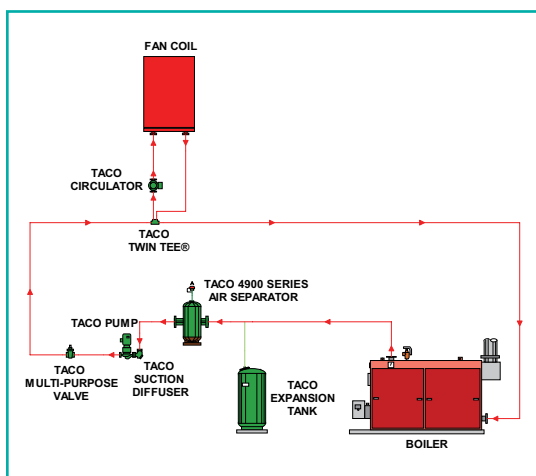 FAN COIL
TACO
CIRCULATOR
TACO
TWIN TEE®
TACO 4900 SERIES
AIR SEPARATOR
TACO PUMP
TACO
MULTI-PURPOSE
VALVE
TACO
SUCTION
DIFFUSER
TACO
EXPANSION
TANK
BOILER